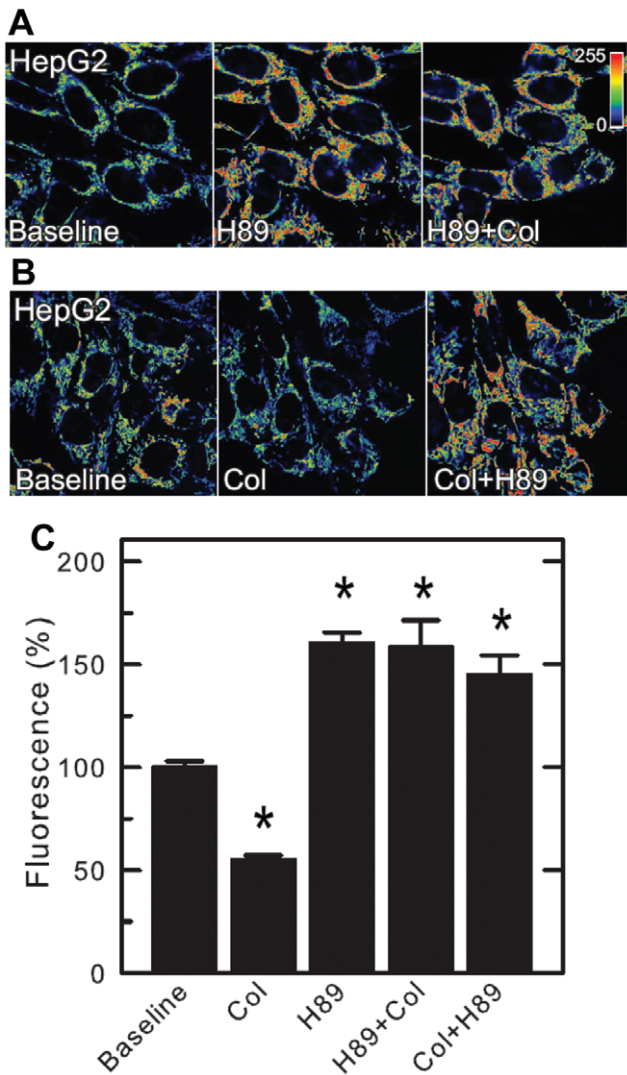 A
HepG2
255
0
Baseline
H89
H89+Col
B
HepG2
Baseline
Col
Col+H89
C
Fluorescence (%)
200
150
100
50
0
*
*
*
*
Baseline
Col
H89
H89+Col
Col+H89